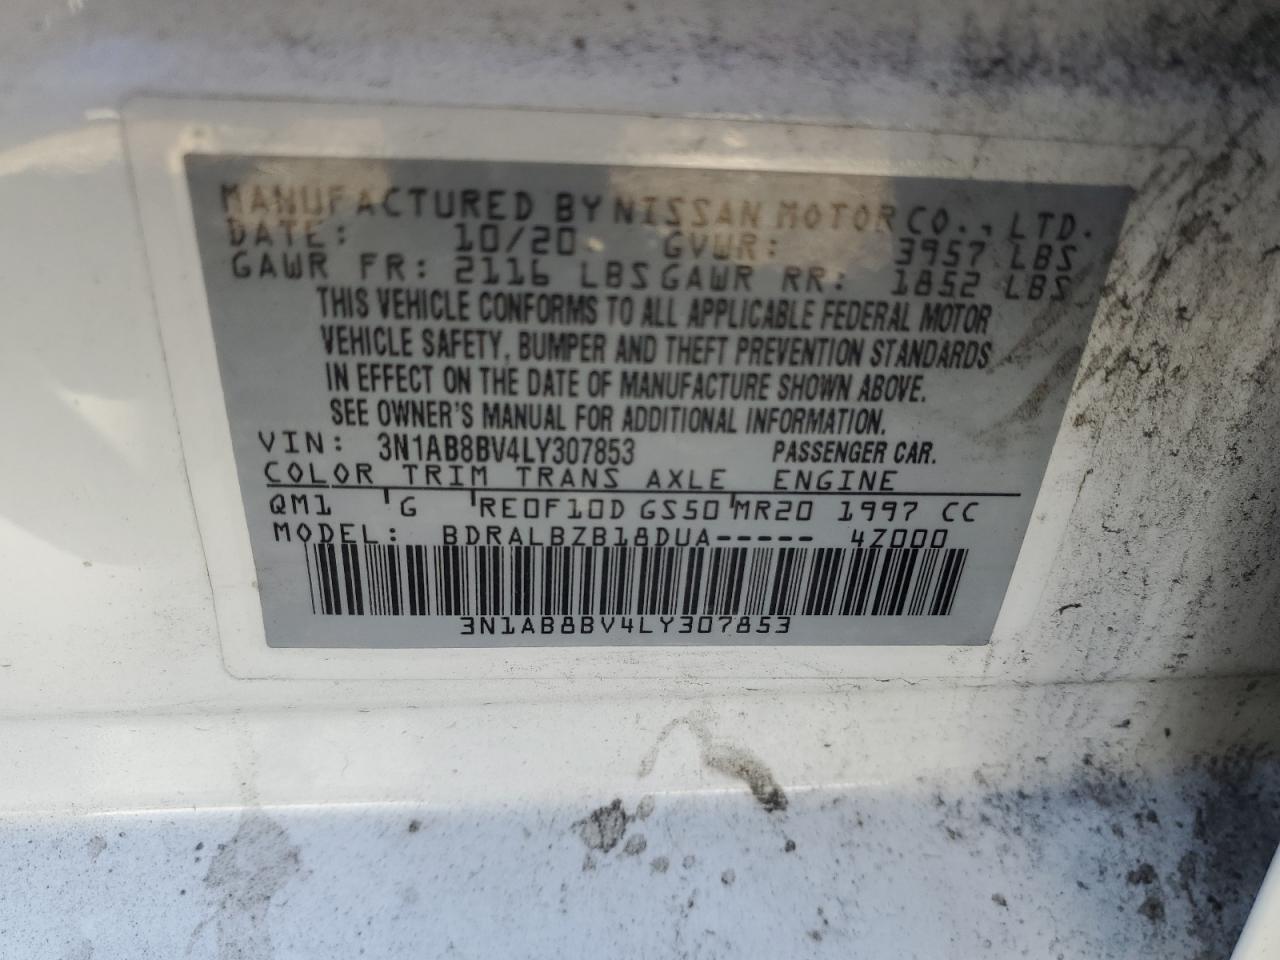 MANUFACTURED BY NISSAN MOTOR CO., LTD.
DATE: 10/20 GVWR: 3957 LBS
GAWR FR: 2116 LBS GAWR RR: 1852 LBS
THIS VEHICLE CONFORMS TO ALL APPLICABLE FEDERAL MOTOR
VEHICLE SAFETY, BUMPER AND THEFT PREVENTION STANDARDS
IN EFFECT ON THE DATE OF MANUFACTURE SHOWN ABOVE.
SEE OWNER'S MANUAL FOR ADDITIONAL INFORMATION.
VIN: 3N1AB8BV4LY307853 PASSENGER CAR.
COLOR TRIM TRANS AXLE ENGINE
QM1 G RE0F10D GS50 MR20 1997 CC
MODEL: BDRALBZB18DUA----- 4Z000
3N1AB8BV4LY307853